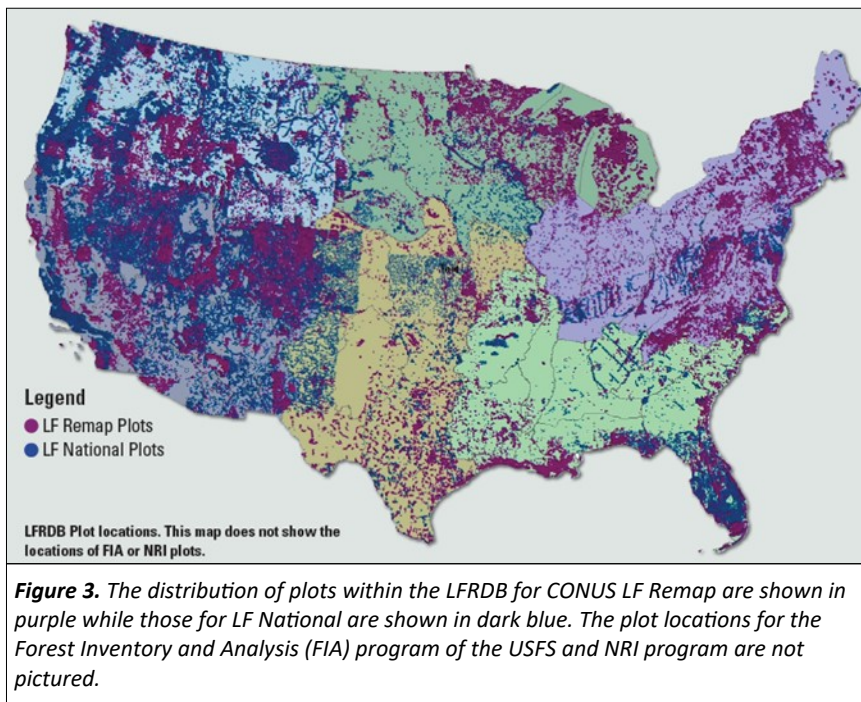 Legend
LF Remap Plots
LF National Plots
LFRDB Plot locations. This map does not show the
locations of FIA or NRI plots.
Figure 3. The distribution of plots within the LFRDB for CONUS LF Remap are shown in
purple while those for LF National are shown in dark blue. The plot locations for the
Forest Inventory and Analysis (FIA) program of the USFS and NRI program are not
pictured.